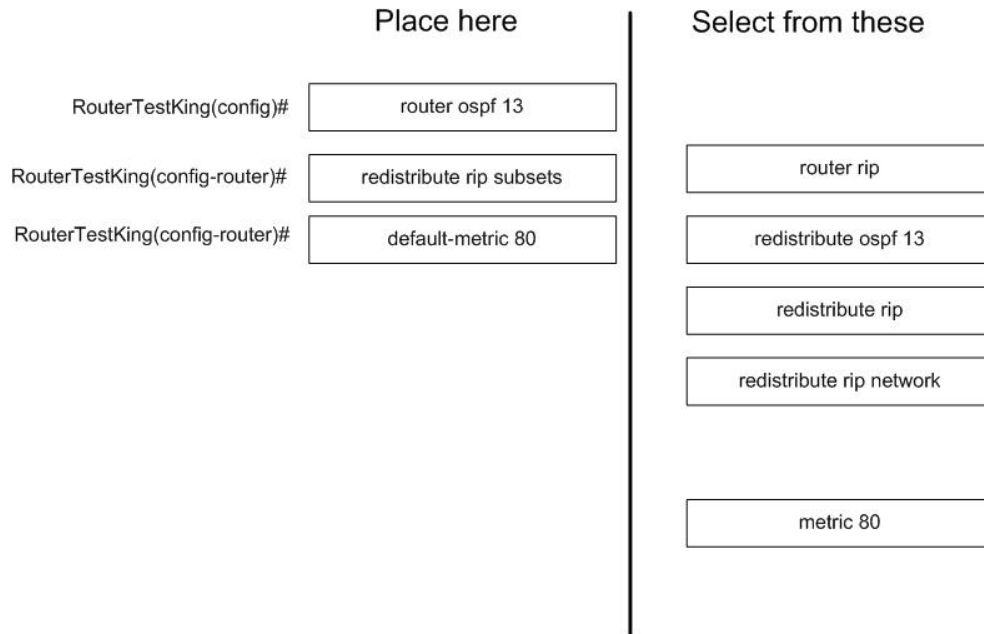 Place here
Select from these
RouterTestKing(config)#
router ospf 13
RouterTestKing(config-router)#
redistribute rip subsets
RouterTestKing(config-router)#
default-metric 80
router rip
redistribute ospf 13
redistribute rip
redistribute rip network
metric 80